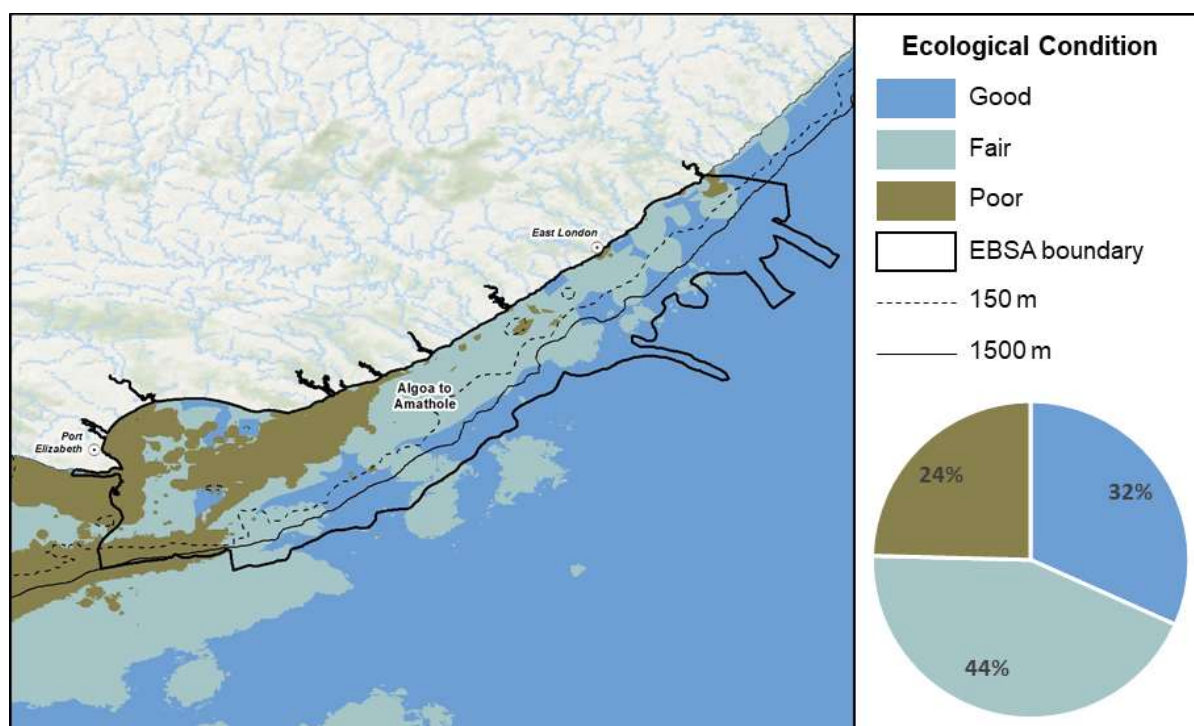 East London
Algoa to
Amathole
Port
Elizabeth
Ecological Condition
Good
Fair
Poor
EBSA boundary
150 m
1500 m
24%
32%
44%